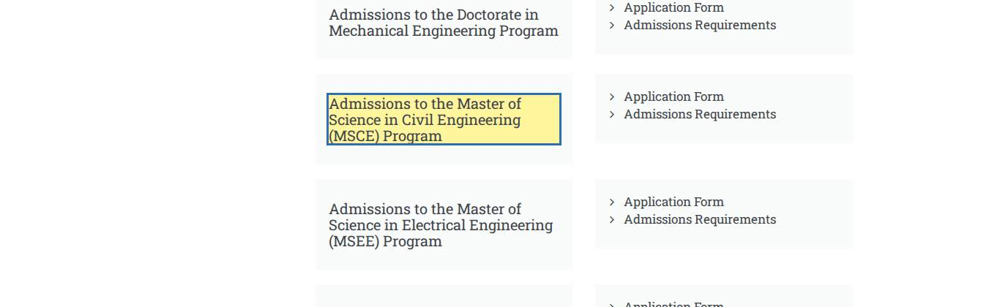 Admissions to the Doctorate in
Mechanical Engineering Program
Application Form
Admissions Requirements
Admissions to the Master of
Science in Civil Engineering
(MSCE) Program
Application Form
Admissions Requirements
Admissions to the Master of
Science in Electrical Engineering
(MSEE) Program
Application Form
Admissions Requirements
Application Form